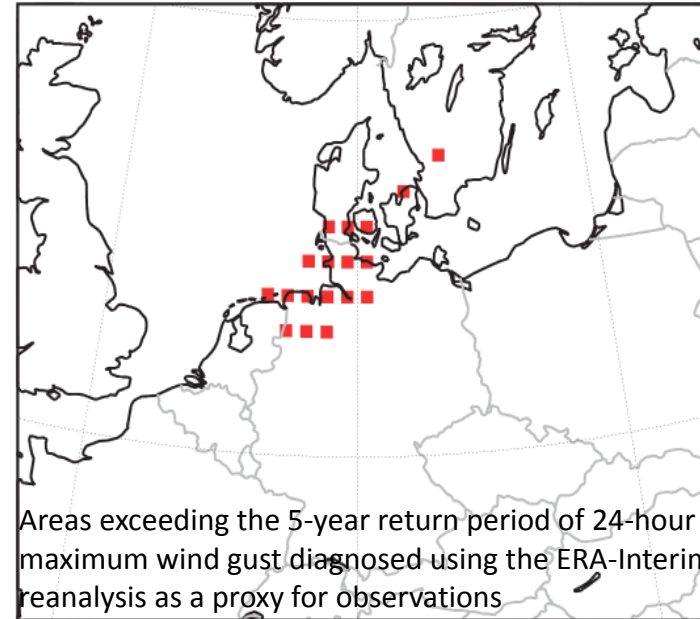 Areas exceeding the 5-year return period of 24-hour
maximum wind gust diagnosed using the ERA-Interim
reanalysis as a proxy for observations